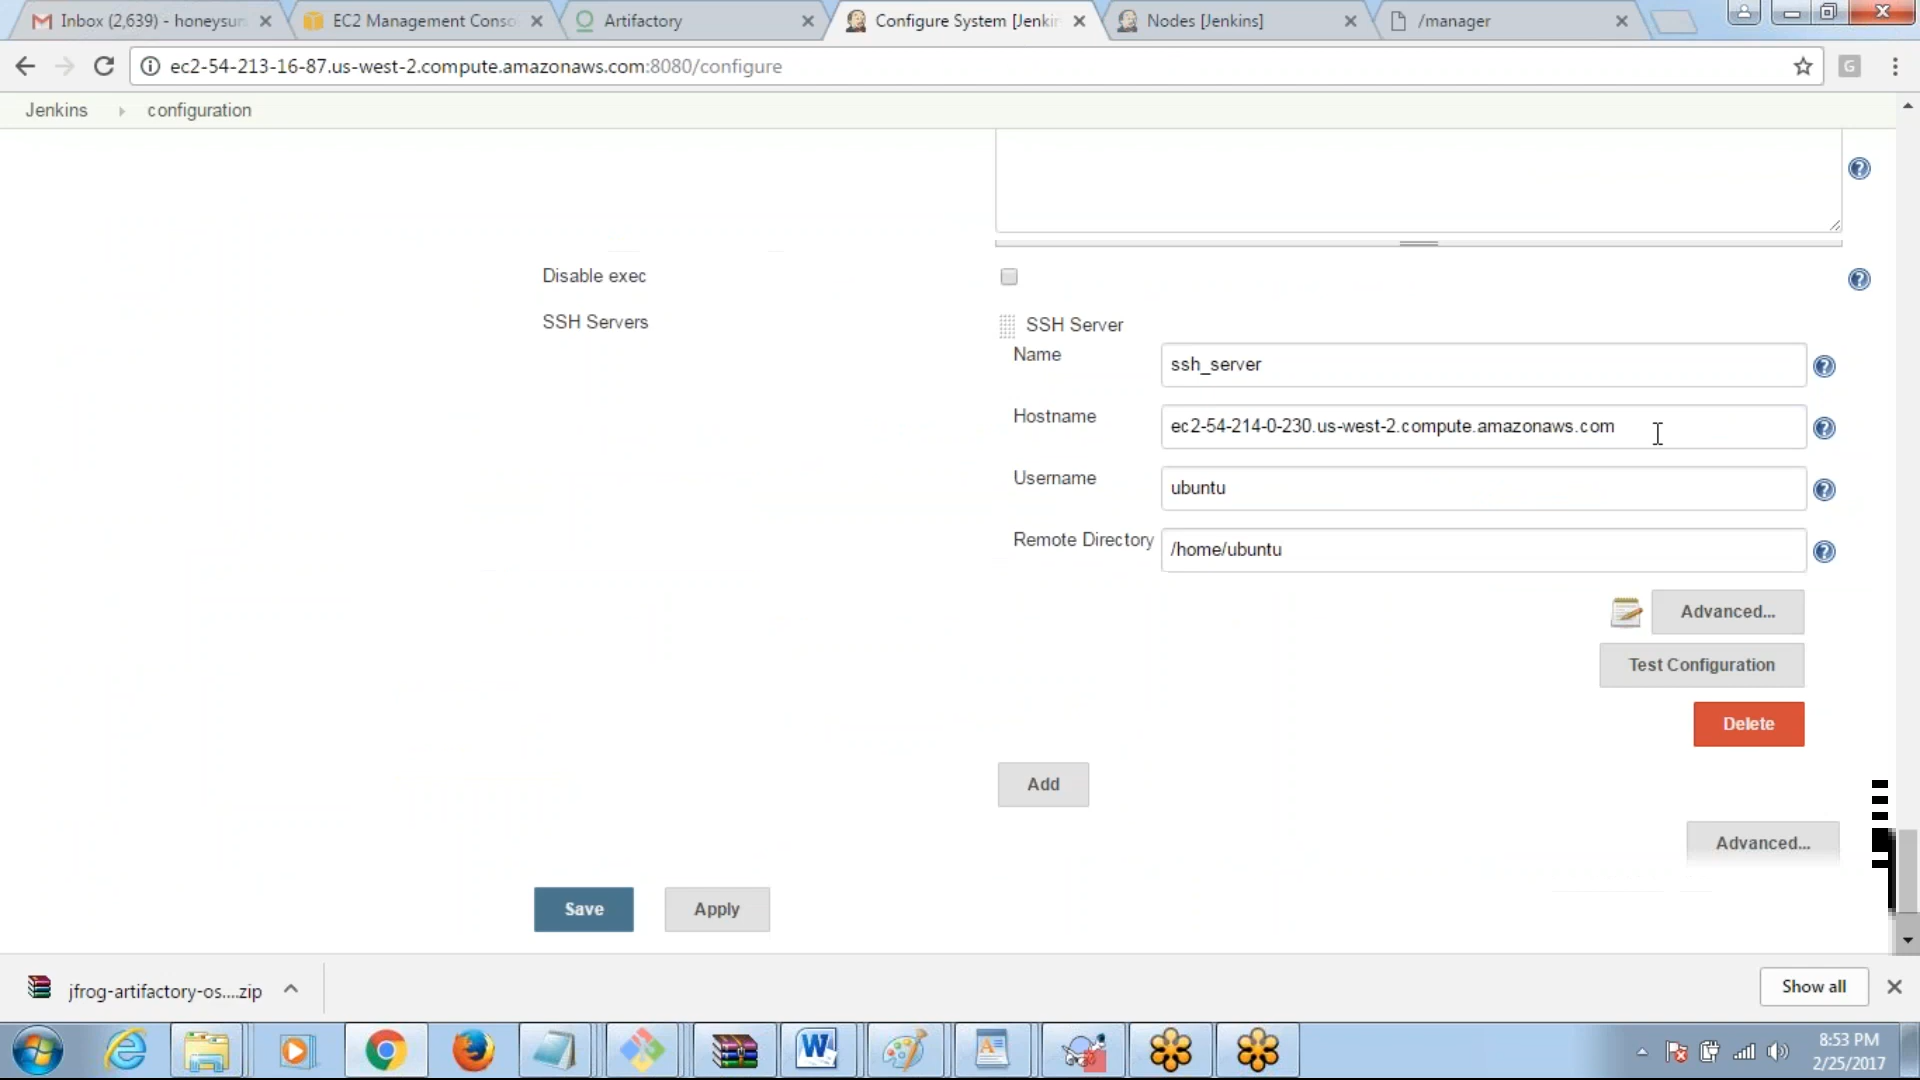 Inbox (2,639) - honeysun
EC2 Management Conso
Artifactory
Configure System [Jenkin
Nodes [Jenkins]
/manager
ec2-54-213-16-87.us-west-2.compute.amazonaws.com:8080/configure
G
Jenkins
configuration
Disable exec
SSH Servers
SSH Server
Name
ssh_server
Hostname
ec2-54-214-0-230.us-west-2.compute.amazonaws.com
Username
ubuntu
Remote Directory
/home/ubuntu
Advanced...
Test Configuration
Delete
Add
Advanced...
Save
Apply
jfrog-artifactory-os....zip
Show all
8:53 PM
2/25/2017